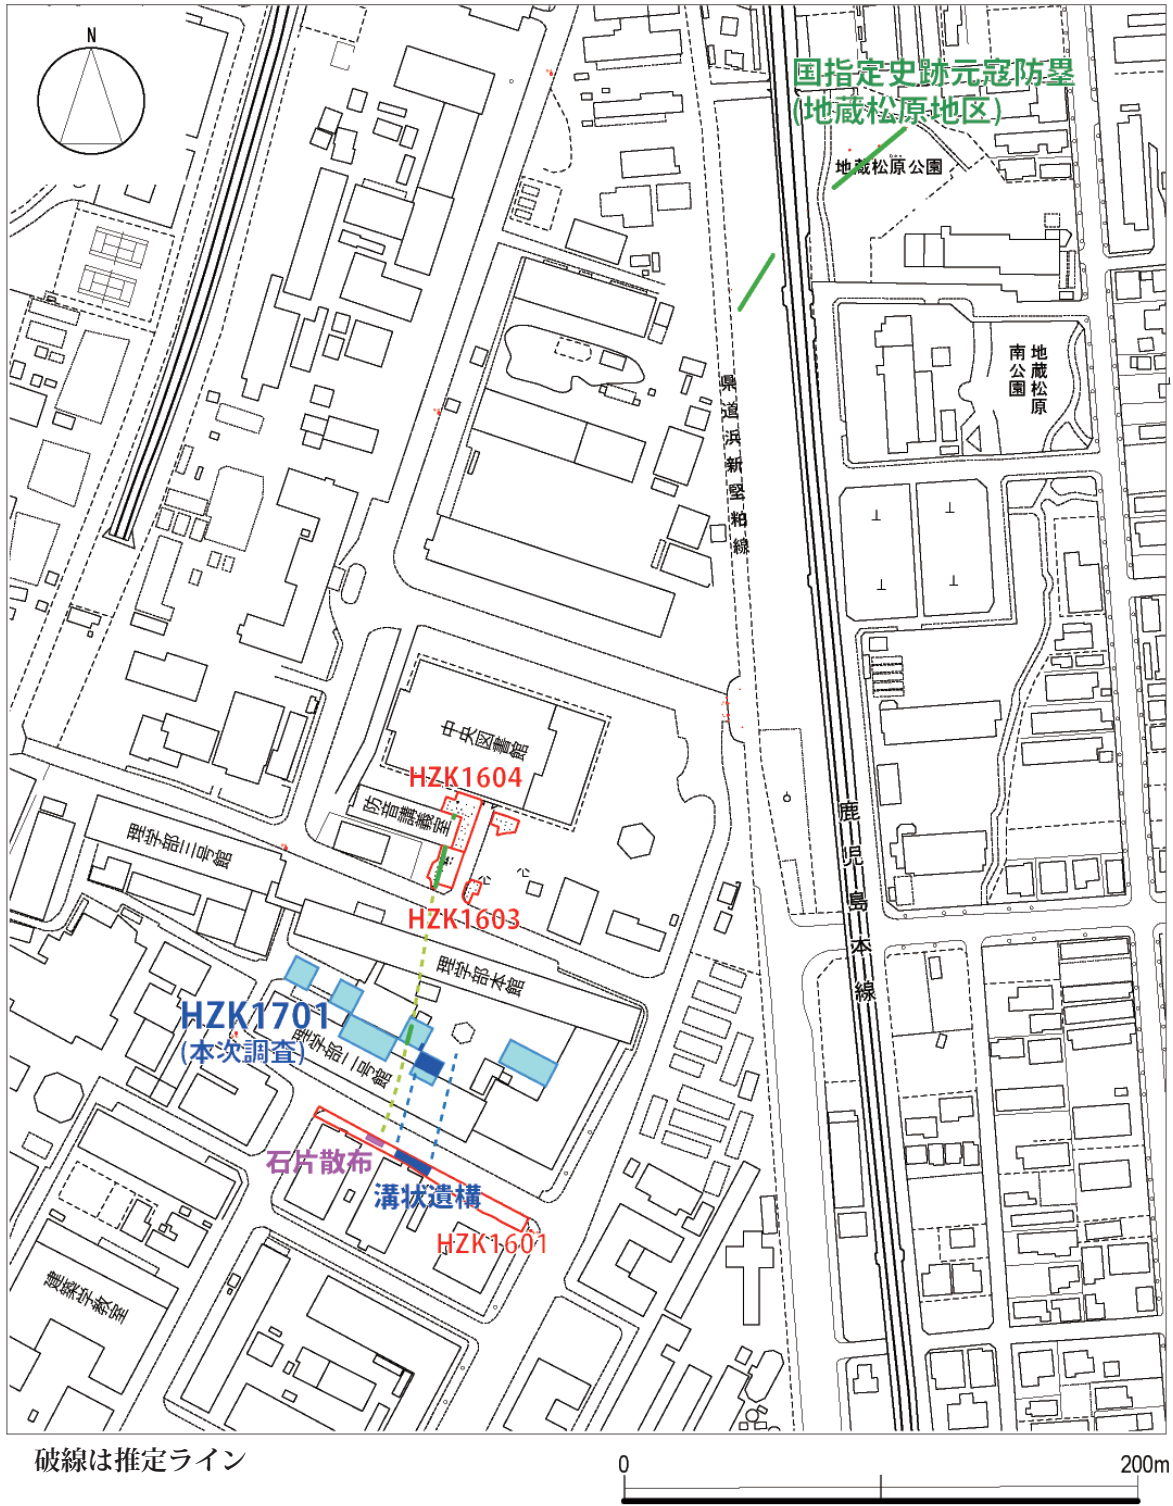 N
国指定史跡元寇防塁
(地蔵松原地区)
地蔵松原公園
地蔵松原
南公園
県道浜新堅粕線
中央図書館
HZK1604
防音講義室
理学部三号館
HZK1603
鹿児島本線
理学部本館
HZK1701
(本次調査)
理学部二号館
石片散布
溝状遺構
HZK1601
建築学教室
破線は推定ライン
0
200m